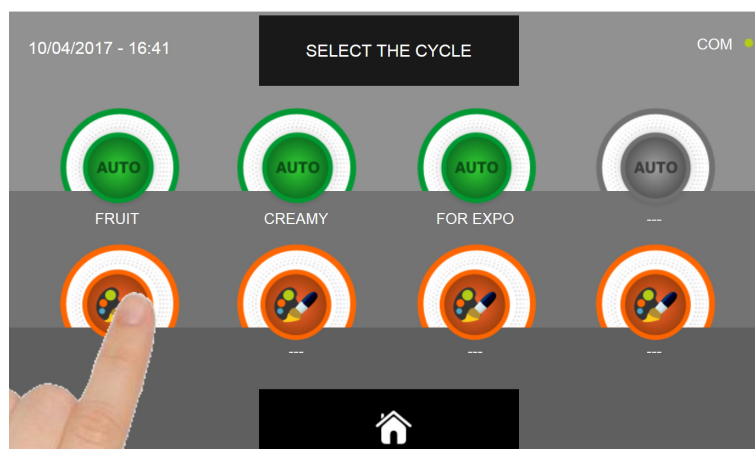 10/04/2017 - 16:41
SELECT THE CYCLE
COM
AUTO
AUTO
AUTO
AUTO
FRUIT
CREAMY
FOR EXPO
---
---
---
---